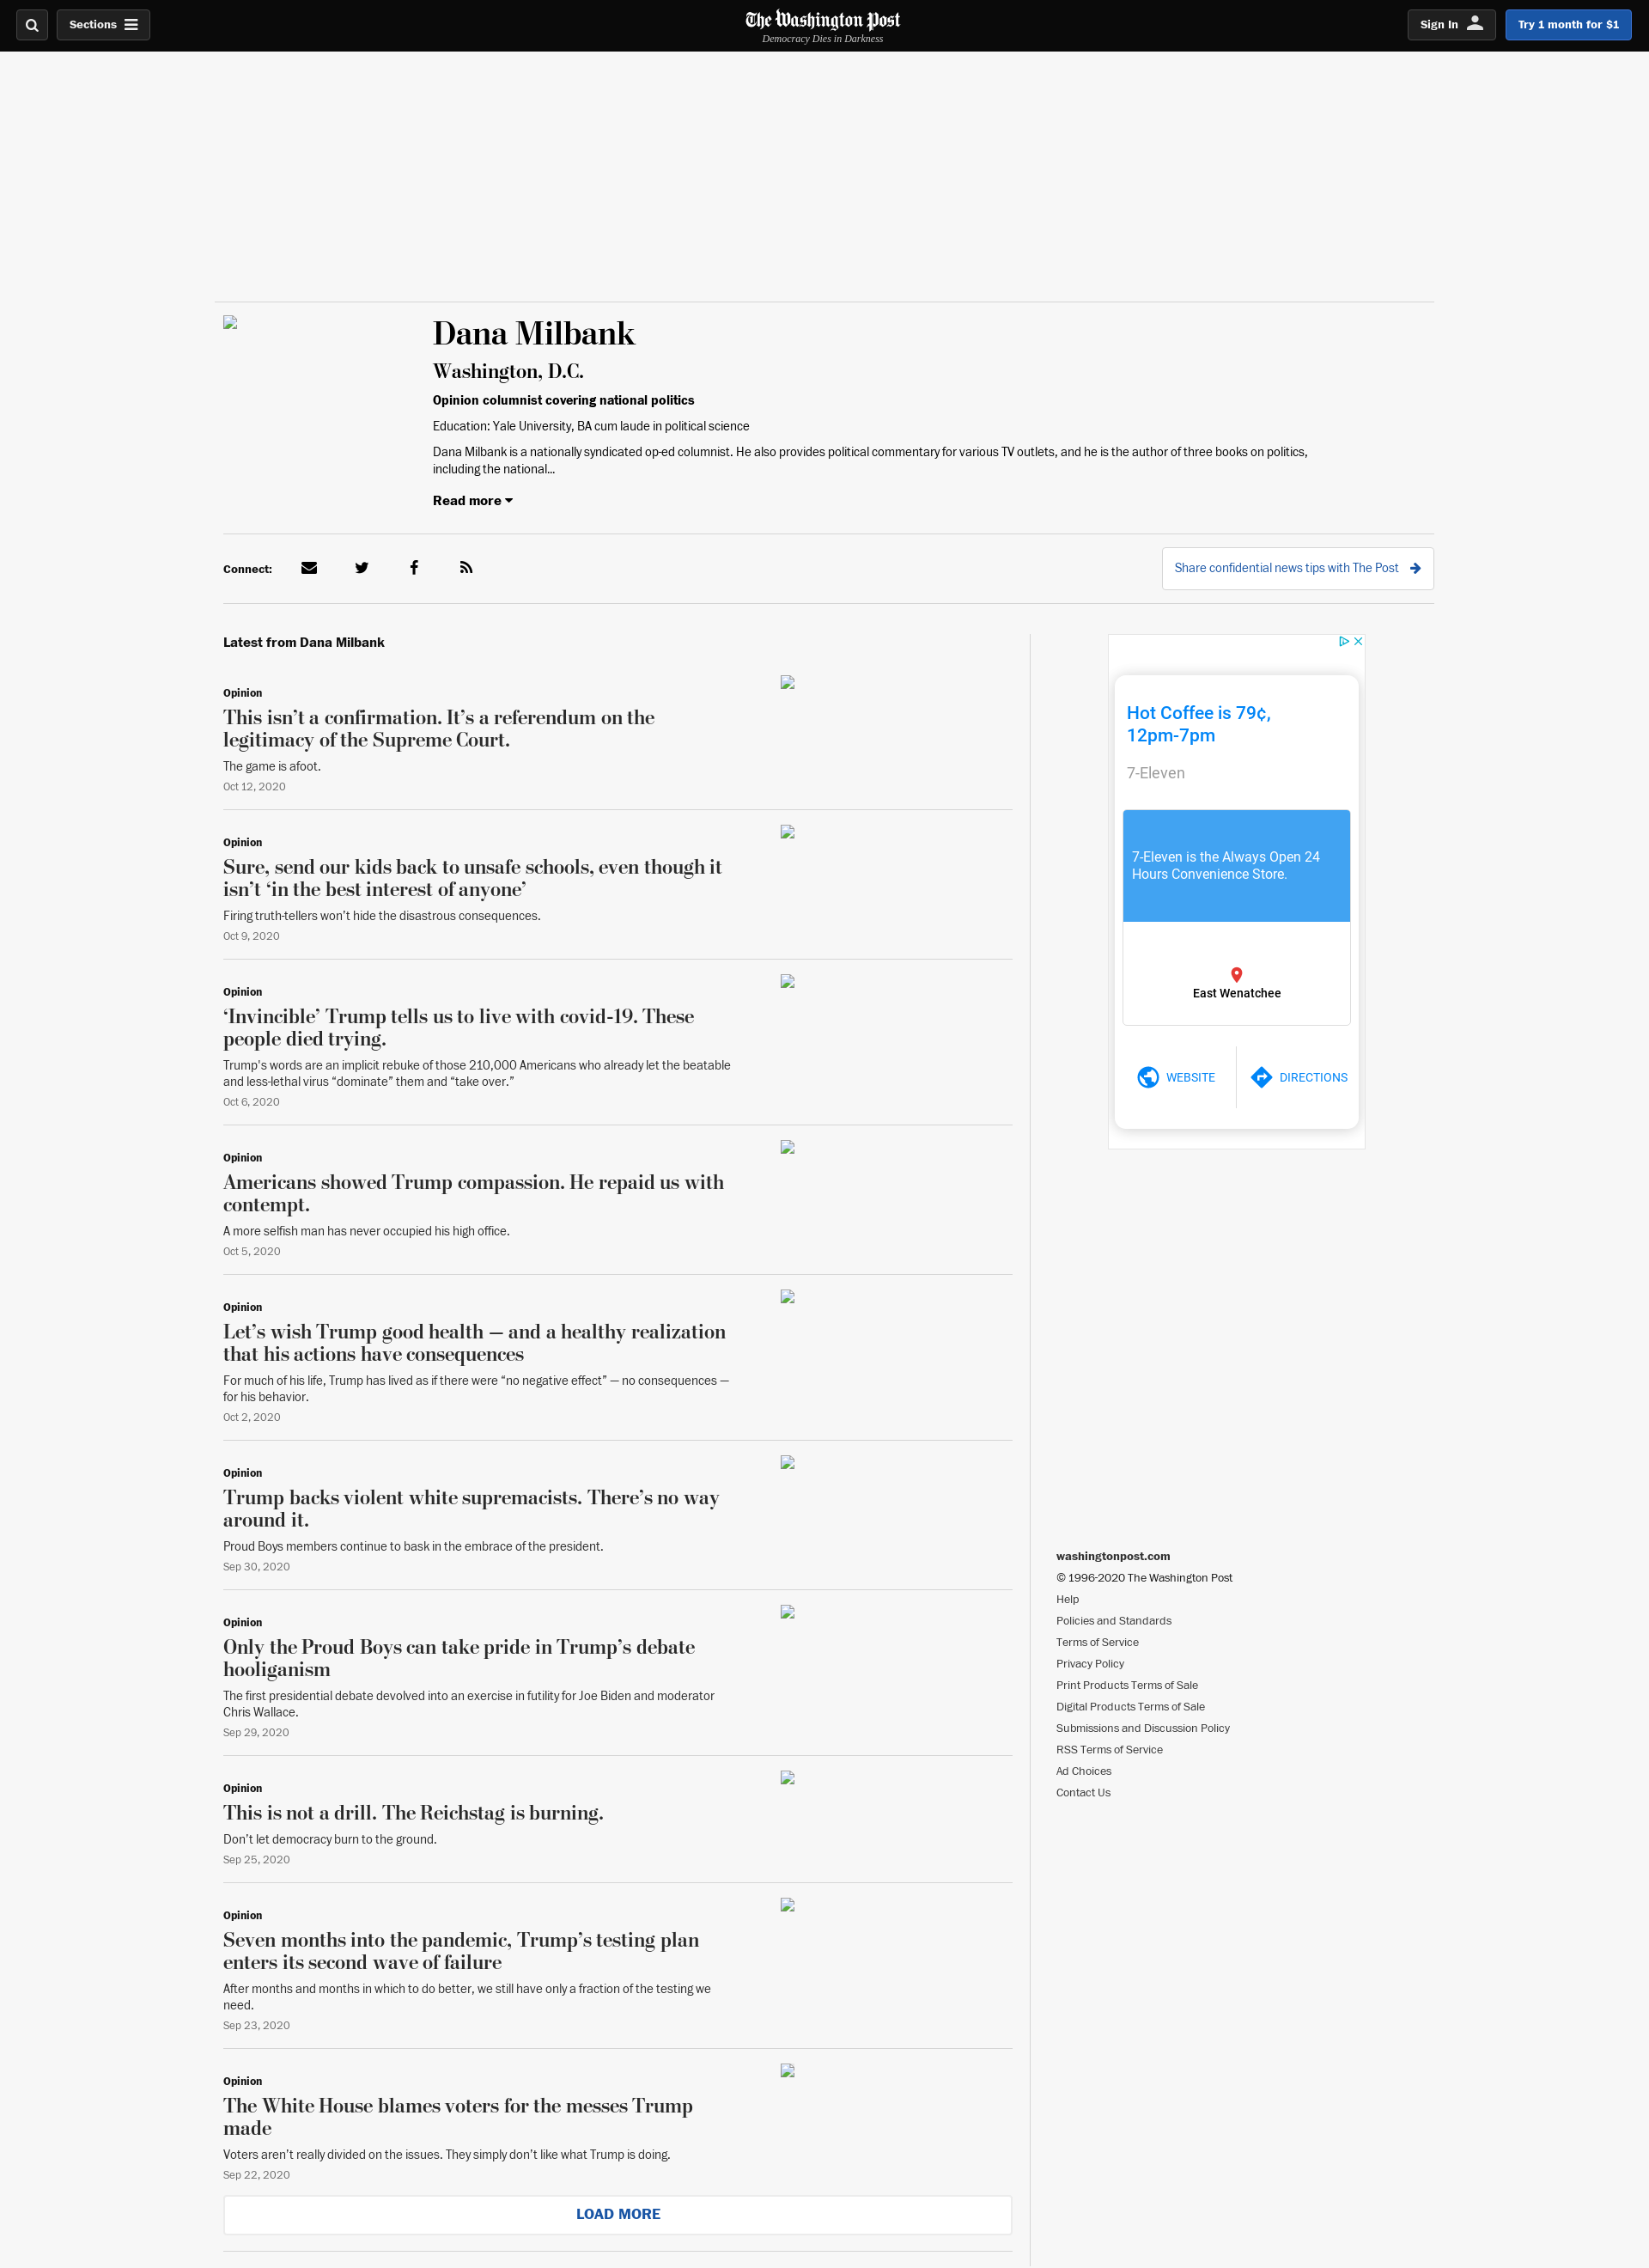 Sections
The Washington Post
Democracy Dies in Darkness
Sign In
Try 1 month for $1
Dana Milbank
Washington, D.C.
Opinion columnist covering national politics
Education: Yale University, BA cum laude in political science
Dana Milbank is a nationally syndicated op-ed columnist. He also provides political commentary for various TV outlets, and he is the author of three books on politics,
including the national...
Read more
Connect:
Share confidential news tips with The Post
Latest from Dana Milbank
Opinion
This isn’t a confirmation. It’s a referendum on the
legitimacy of the Supreme Court.
The game is afoot.
Oct 12, 2020
Opinion
Sure, send our kids back to unsafe schools, even though it
isn’t ‘in the best interest of anyone’
Firing truth-tellers won’t hide the disastrous consequences.
Oct 9, 2020
Opinion
‘Invincible’ Trump tells us to live with covid-19. These
people died trying.
Trump's words are an implicit rebuke of those 210,000 Americans who already let the beatable
and less-lethal virus “dominate” them and “take over.”
Oct 6, 2020
Opinion
Americans showed Trump compassion. He repaid us with
contempt.
A more selfish man has never occupied his high office.
Oct 5, 2020
Opinion
Let’s wish Trump good health — and a healthy realization
that his actions have consequences
For much of his life, Trump has lived as if there were “no negative effect” — no consequences —
for his behavior.
Oct 2, 2020
Opinion
Trump backs violent white supremacists. There’s no way
around it.
Proud Boys members continue to bask in the embrace of the president.
Sep 30, 2020
Opinion
Only the Proud Boys can take pride in Trump’s debate
hooliganism
The first presidential debate devolved into an exercise in futility for Joe Biden and moderator
Chris Wallace.
Sep 29, 2020
Opinion
This is not a drill. The Reichstag is burning.
Don’t let democracy burn to the ground.
Sep 25, 2020
Opinion
Seven months into the pandemic, Trump’s testing plan
enters its second wave of failure
After months and months in which to do better, we still have only a fraction of the testing we
need.
Sep 23, 2020
Opinion
The White House blames voters for the messes Trump
made
Voters aren’t really divided on the issues. They simply don’t like what Trump is doing.
Sep 22, 2020
LOAD MORE
Hot Coffee is 79¢,
12pm-7pm
7-Eleven
7-Eleven is the Always Open 24
Hours Convenience Store.
East Wenatchee
WEBSITE
DIRECTIONS
washingtonpost.com
© 1996-2020 The Washington Post
Help
Policies and Standards
Terms of Service
Privacy Policy
Print Products Terms of Sale
Digital Products Terms of Sale
Submissions and Discussion Policy
RSS Terms of Service
Ad Choices
Contact Us